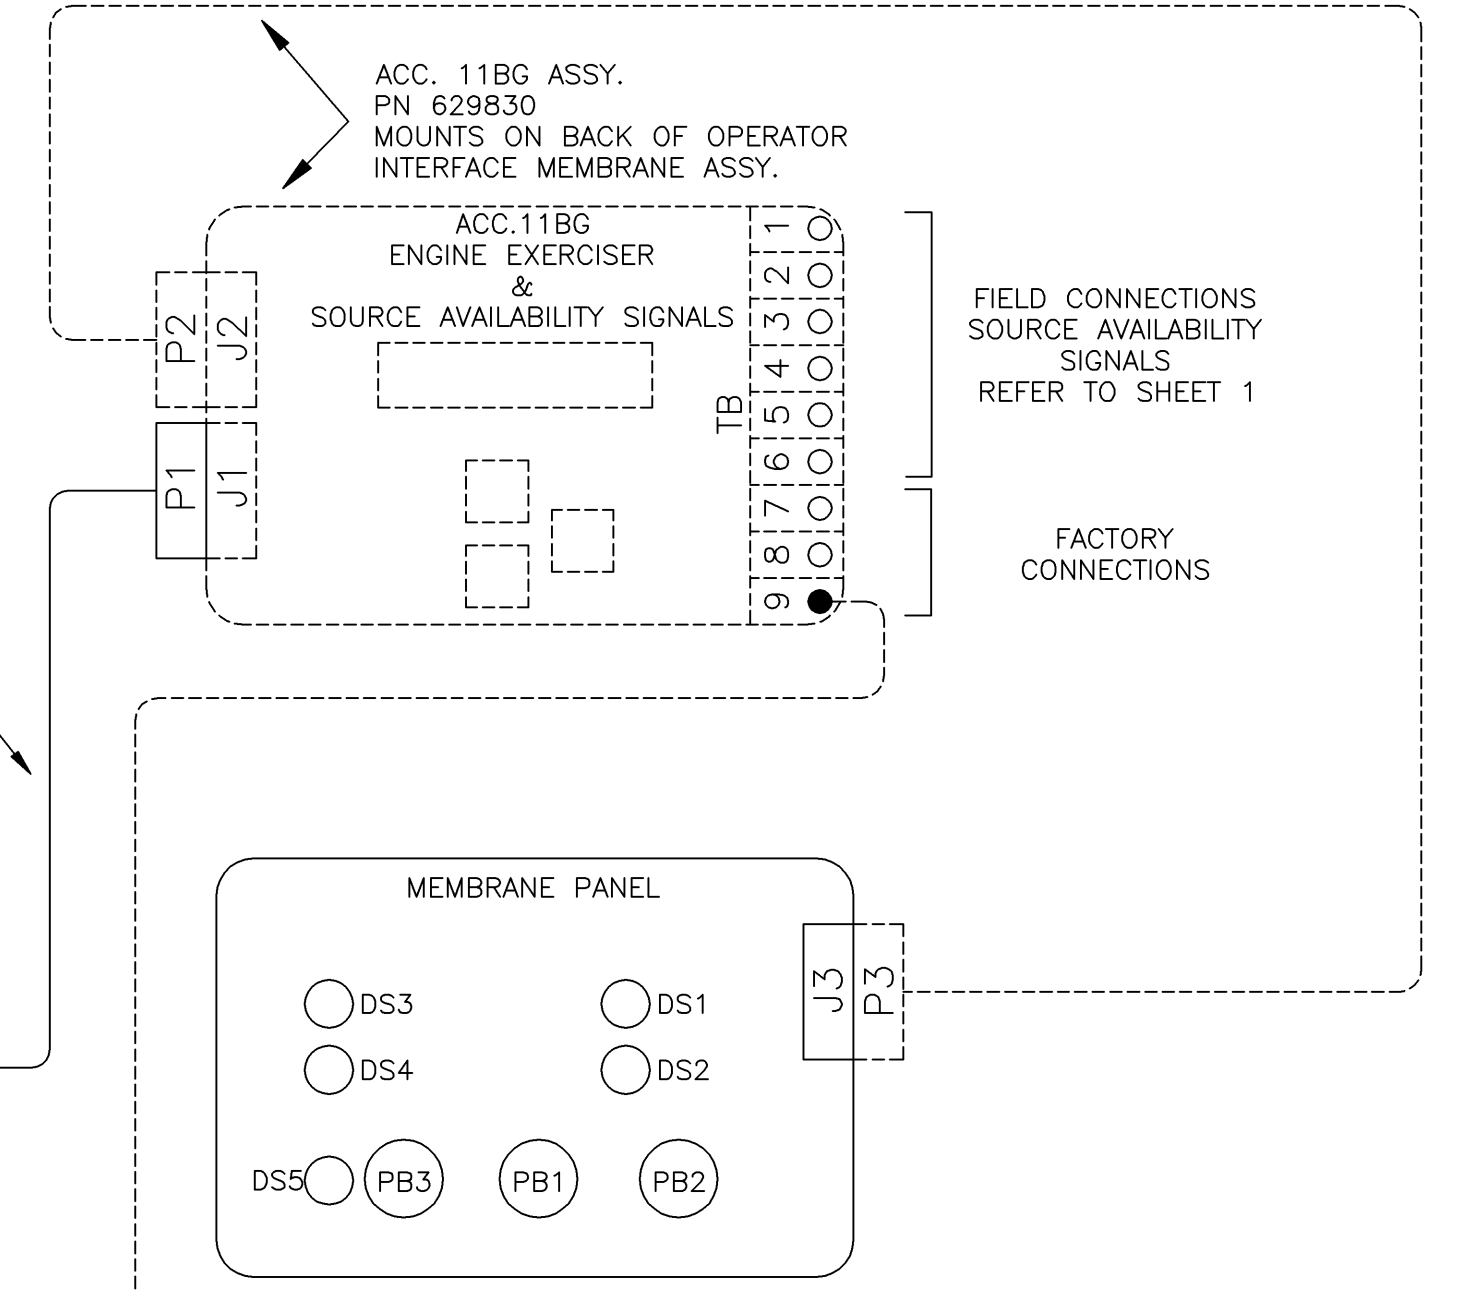 ACC. 11BG ASSY.
PN 629830
MOUNTS ON BACK OF OPERATOR
INTERFACE MEMBRANE ASSY.
ACC.11BG
ENGINE EXERCISER
&
SOURCE AVAILABILITY SIGNALS
P2
J2
P1
J1
TB
1
2
3
4
5
6
7
8
9
FIELD CONNECTIONS
SOURCE AVAILABILITY
SIGNALS
REFER TO SHEET 1
FACTORY
CONNECTIONS
MEMBRANE PANEL
J3
P3
DS3
DS1
DS4
DS2
DS5
PB3
PB1
PB2